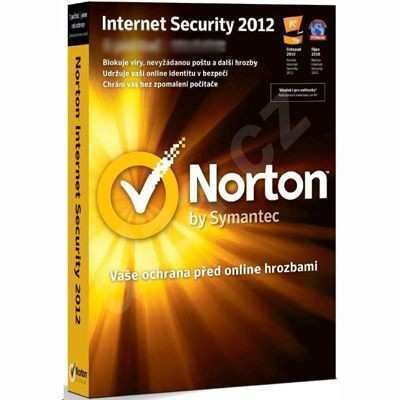 Internet Security 2012
Blokuje viry, nevyžádanou poštu a další hrozby
Udržuje vaši online identitu v bezpečí
Chrání vás bez zpomalení počítače
Norton
by Symantec
Vaše ochrana před online hrozbami
Norton Internet Security 2012